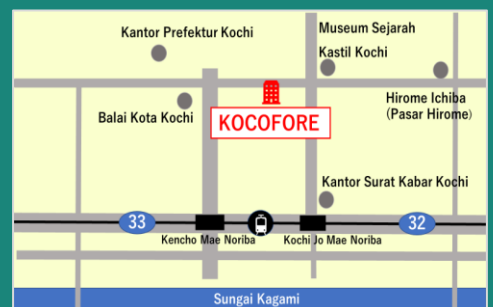 Kantor Prefektur Kochi
Museum Sejarah
Kastil Kochi
Balai Kota Kochi
Hirome Ichiba
(Pasar Hirome)
KOCOFORE
Kantor Surat Kabar Kochi
33
32
Kencho Mae Noriba
Kochi Jo Mae Noriba
Sungai Kagami